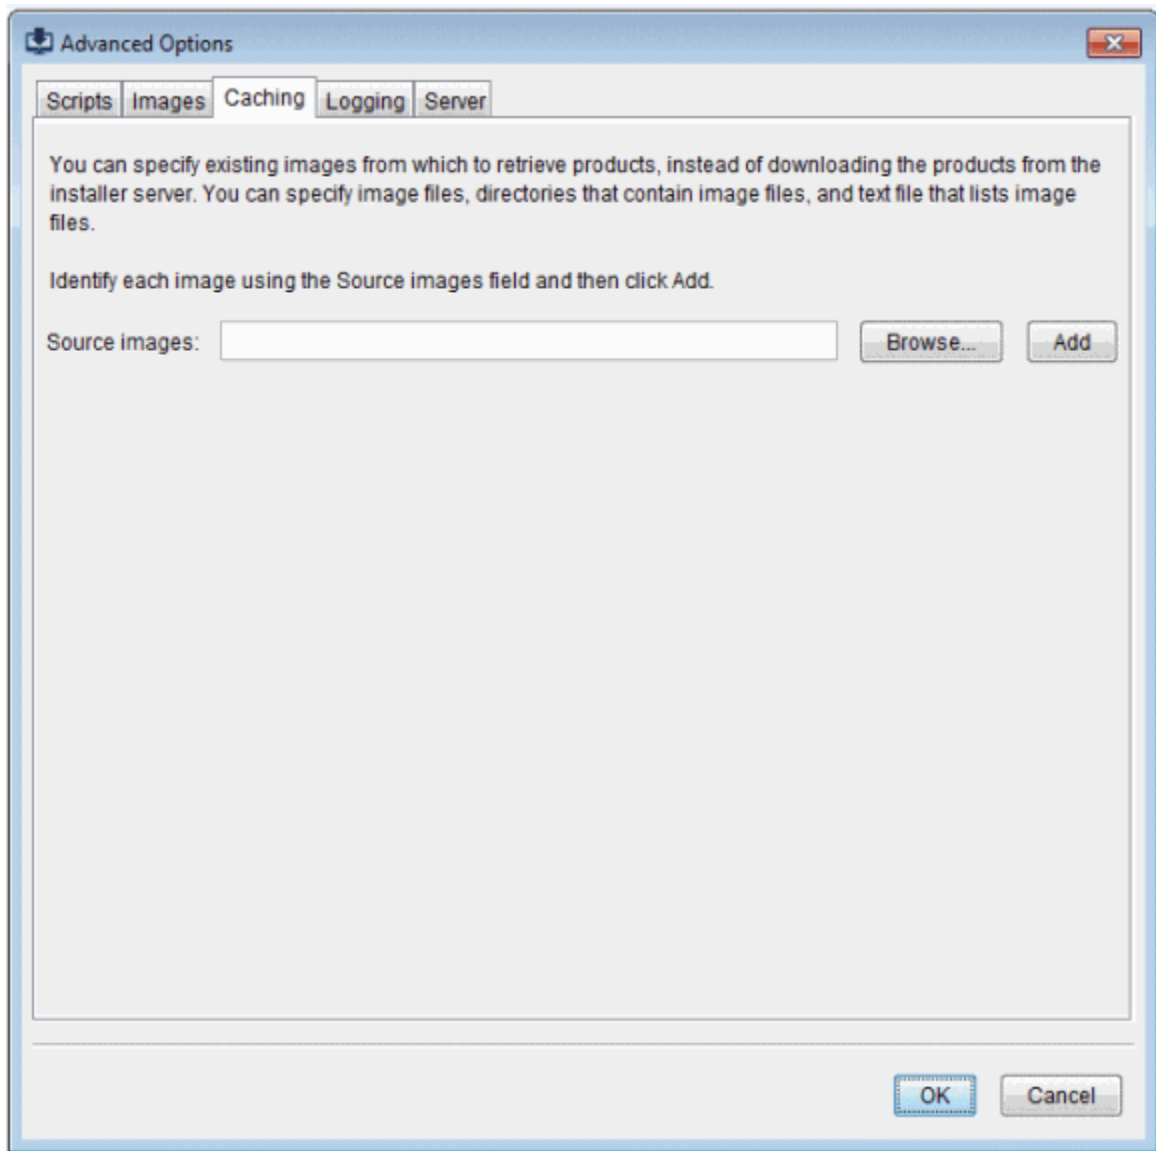 Advanced Options
Scripts Images Caching Logging Server
You can specify existing images from which to retrieve products, instead of downloading the products from the
installer server. You can specify image files, directories that contain image files, and text file that lists image
files.
Identify each image using the Source images field and then click Add.
Source images: Browse... Add
OK Cancel